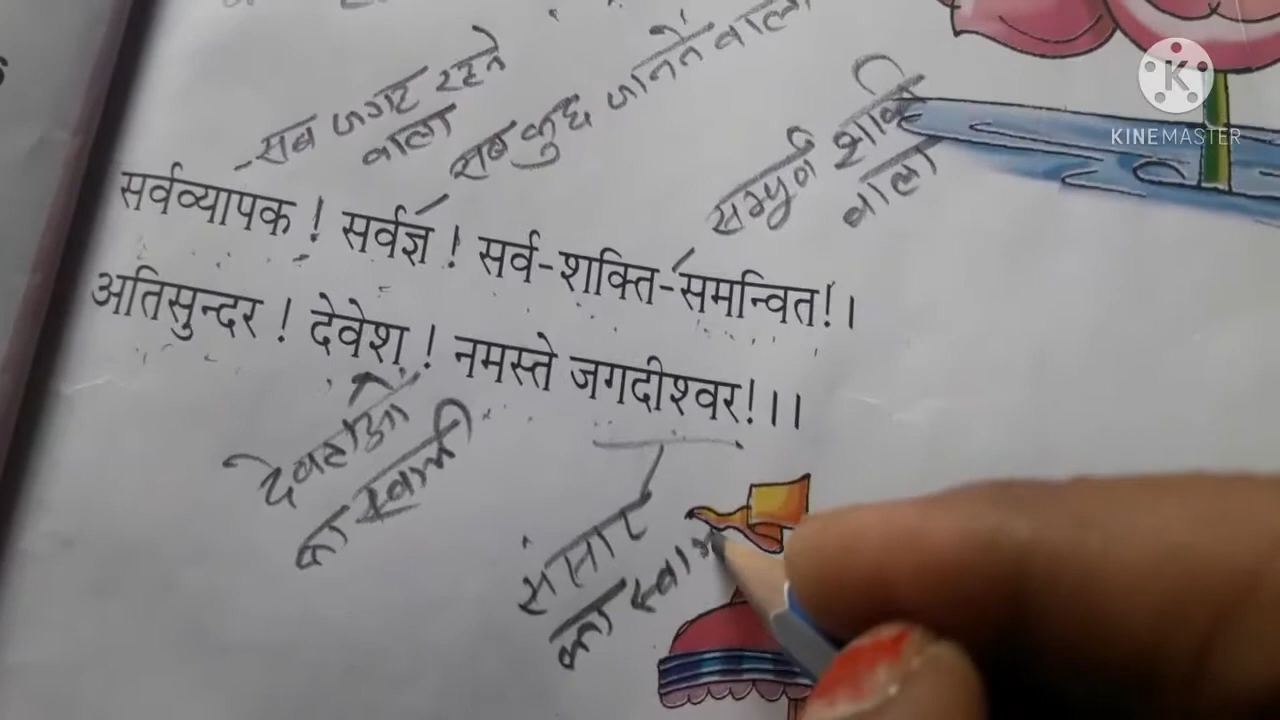 सब जगह रहने
वाला
सब कुछ जानने वाला
सम्पूर्ण शक्ति
वाला
KINEMASTER
सर्वव्यापक ! सर्वज्ञ ! सर्व-शक्ति-समन्वित!।
अतिसुन्दर ! देवेश ! नमस्ते जगदीश्वर!।।
देवताओं
का स्वामी
संसार
का स्वाम